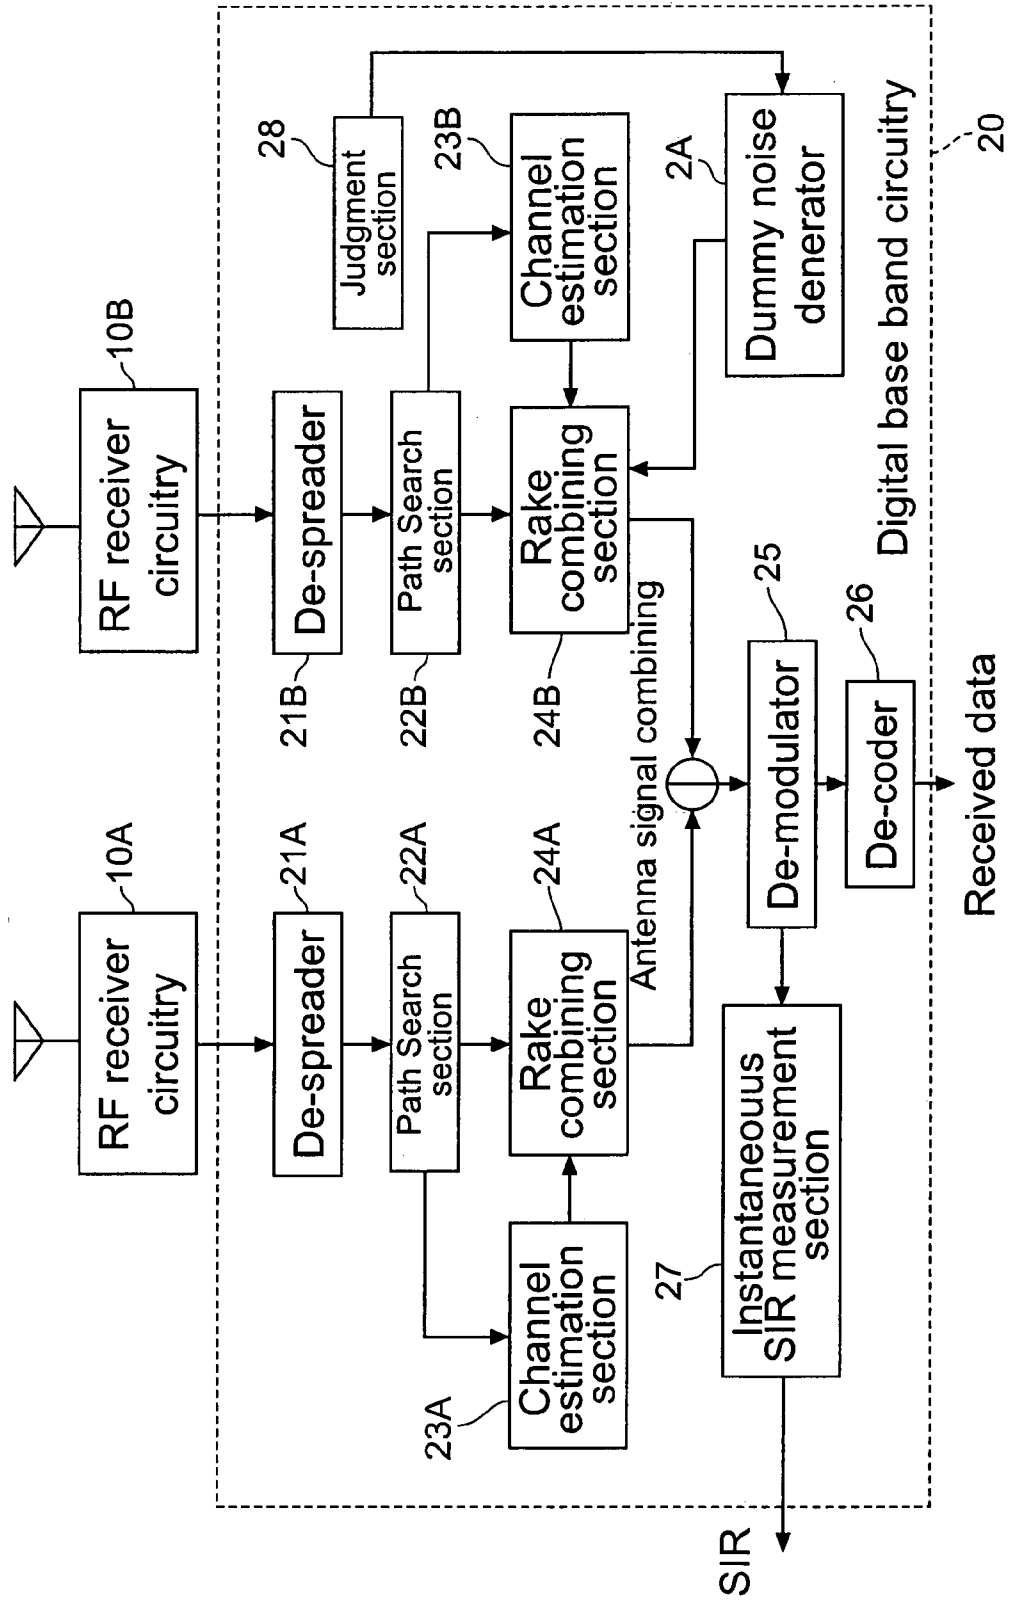 10A
RF receiver
circuitry
10B
RF receiver
circuitry
21A
De-spreader
21B
De-spreader
28
Judgment
section
22A
Path Search
section
22B
Path Search
section
23A
Channel
estimation
section
24A
Rake
combining
section
24B
Rake
combining
section
23B
Channel
estimation
section
Antenna signal combining
27
Instantaneous
SIR measurement
section
25
De-modulator
2A
Dummy noise
denerator
26
De-coder
Digital base band circuitry
20
SIR
Received data